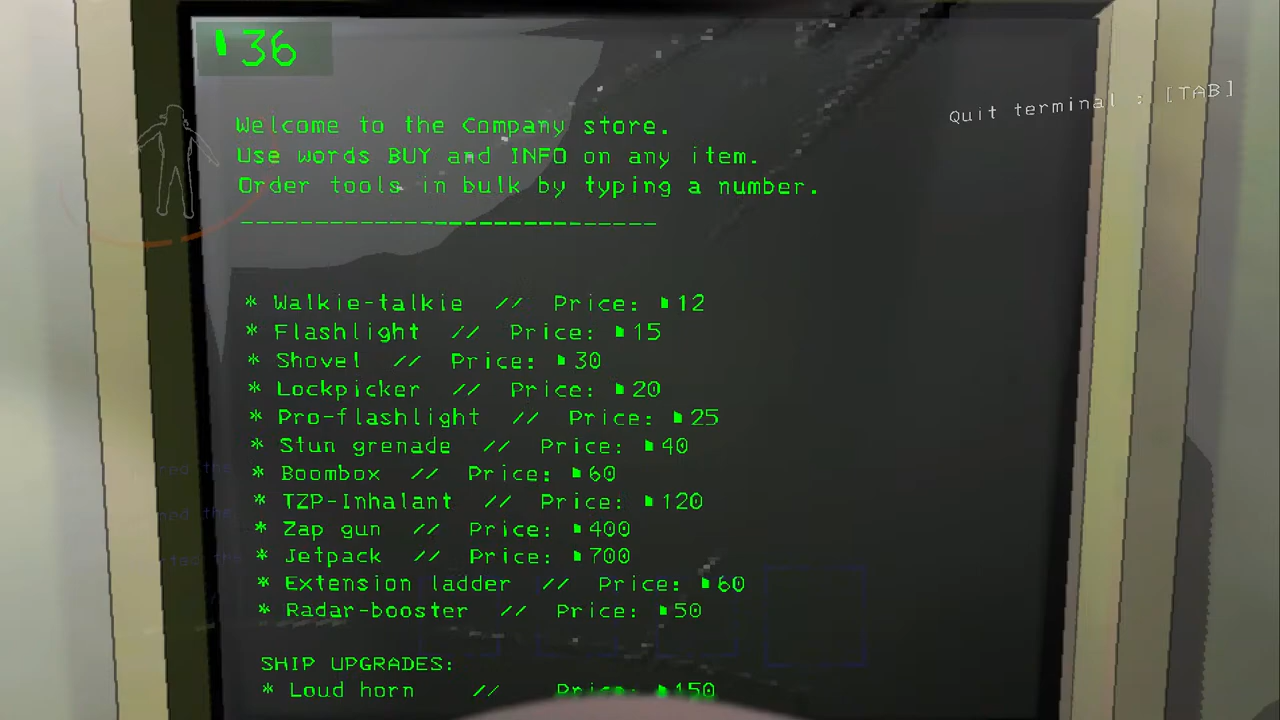 36
Quit terminal : [TAB]
Welcome to the Company store.
Use words BUY and INFO on any item.
Order tools in bulk by typing a number.
----------------------------
* Walkie-talkie // Price: ▮12
* Flashlight // Price: ▮15
* Shovel // Price: ▮30
* Lockpicker // Price: ▮20
* Pro-flashlight // Price: ▮25
* Stun grenade // Price: ▮40
* Boombox // Price: ▮60
* TZP-Inhalant // Price: ▮120
* Zap gun // Price: ▮400
* Jetpack // Price: ▮700
* Extension ladder // Price: ▮60
* Radar-booster // Price: ▮50
SHIP UPGRADES:
* Loud horn // Price: ▮150